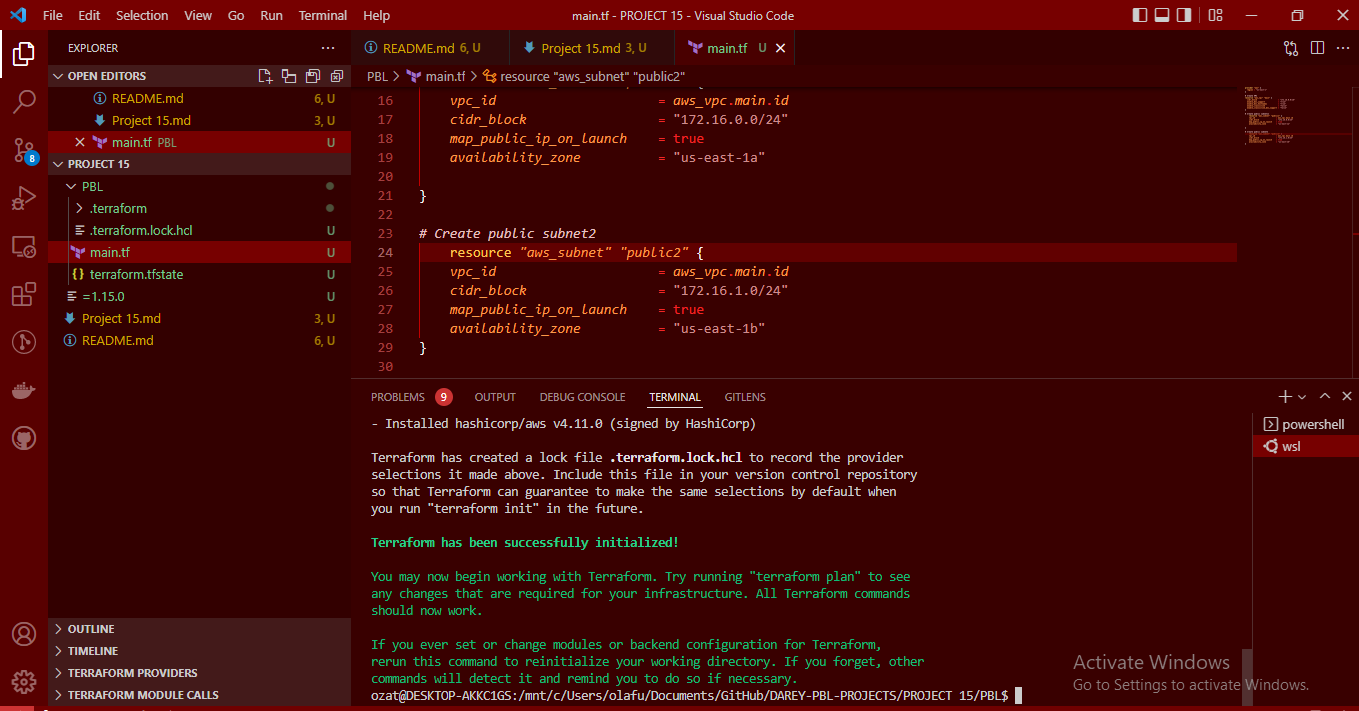 File Edit Selection View Go Run Terminal Help main.tf - PROJECT 15 - Visual Studio Code
EXPLORER
README.md 6, U
Project 15.md 3, U
main.tf U
OPEN EDITORS
PBL > main.tf > resource "aws_subnet" "public2"
README.md 6, U
Project 15.md 3, U
main.tf PBL U
PROJECT 15
PBL
.terraform
.terraform.lock.hcl U
main.tf U
terraform.tfstate U
=1.15.0 U
Project 15.md 3, U
README.md 6, U
8
16 vpc_id = aws_vpc.main.id
17 cidr_block = "172.16.0.0/24"
18 map_public_ip_on_launch = true
19 availability_zone = "us-east-1a"
20
21 }
22
23 # Create public subnet2
24 resource "aws_subnet" "public2" {
25 vpc_id = aws_vpc.main.id
26 cidr_block = "172.16.1.0/24"
27 map_public_ip_on_launch = true
28 availability_zone = "us-east-1b"
29 }
30
PROBLEMS 9 OUTPUT DEBUG CONSOLE TERMINAL GITLENS
powershell
wsl
- Installed hashicorp/aws v4.11.0 (signed by HashiCorp)
Terraform has created a lock file .terraform.lock.hcl to record the provider
selections it made above. Include this file in your version control repository
so that Terraform can guarantee to make the same selections by default when
you run "terraform init" in the future.
Terraform has been successfully initialized!
You may now begin working with Terraform. Try running "terraform plan" to see
any changes that are required for your infrastructure. All Terraform commands
should now work.
If you ever set or change modules or backend configuration for Terraform,
rerun this command to reinitialize your working directory. If you forget, other
commands will detect it and remind you to do so if necessary.
ozat@DESKTOP-AKKC1GS:/mnt/c/Users/olafu/Documents/GitHub/DAREY-PBL-PROJECTS/PROJECT 15/PBL$
OUTLINE
TIMELINE
TERRAFORM PROVIDERS
TERRAFORM MODULE CALLS
Activate Windows
Go to Settings to activate Windows.